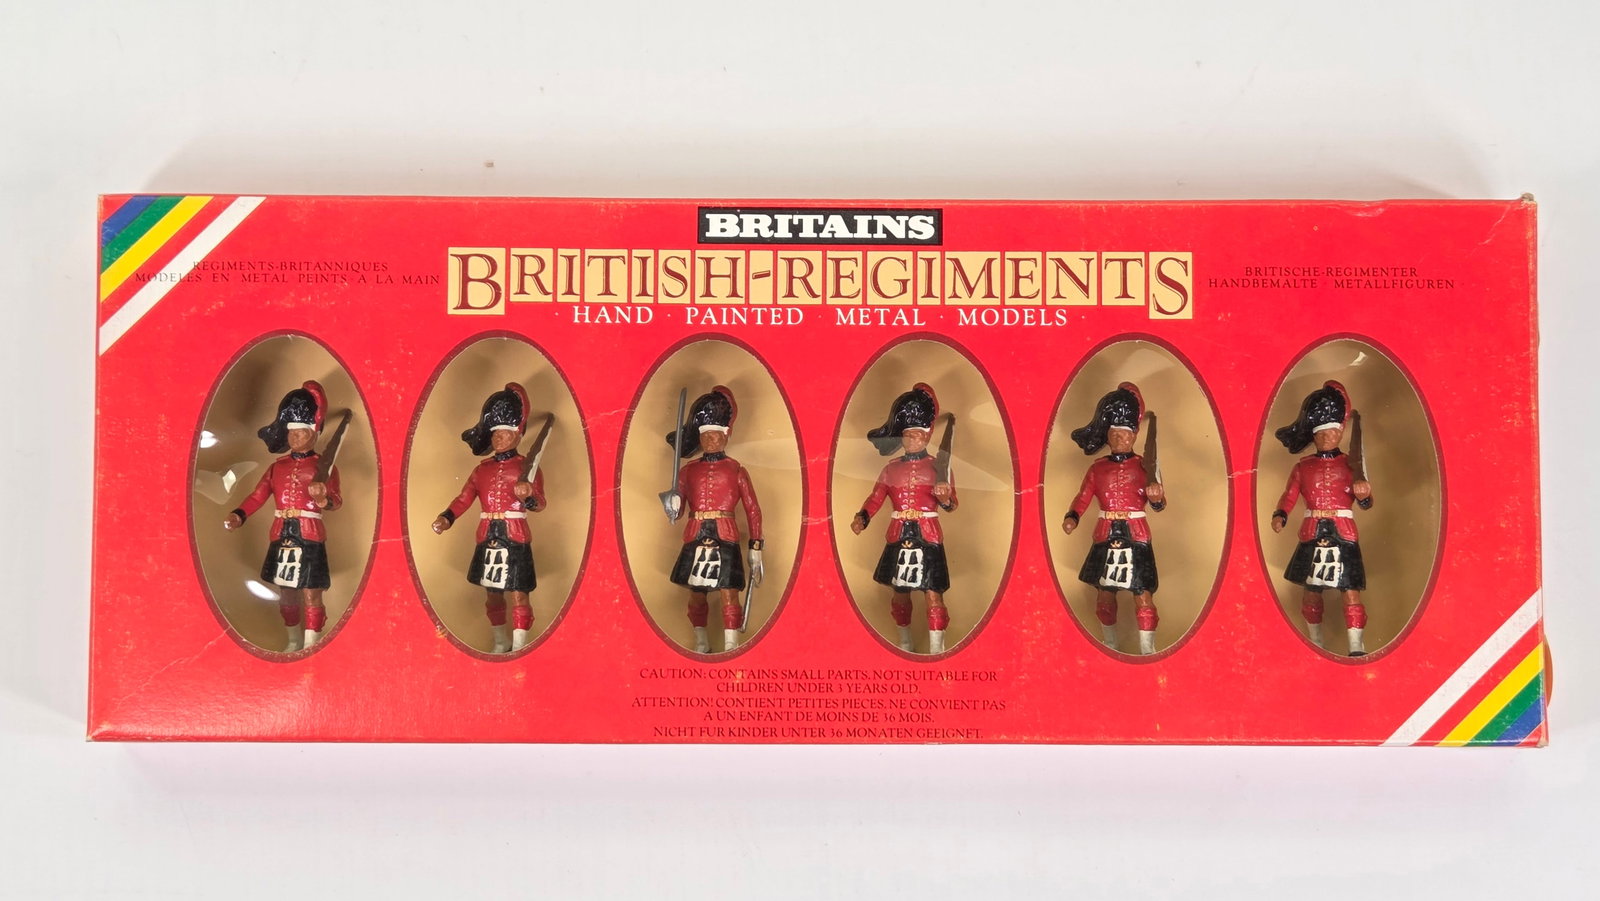 BRITAINS
BRITISH-REGIMENTS
· HAND · PAINTED · METAL · MODELS ·
REGIMENTS-BRITANNIQUES
MODELES EN METAL PEINTS A LA MAIN
BRITISCHE-REGIMENTER
HANDBEMALTE · METALLFIGUREN
CAUTION: CONTAINS SMALL PARTS. NOT SUITABLE FOR
CHILDREN UNDER 3 YEARS OLD.
ATTENTION! CONTIENT PETITES PIECES. NE CONVIENT PAS
A UN ENFANT DE MOINS DE 36 MOIS.
NICHT FUR KINDER UNTER 36 MONATEN GEEIGNET.